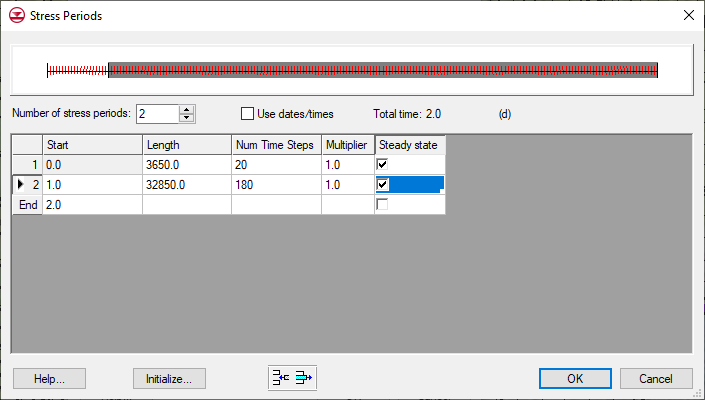 Stress Periods
Number of stress periods: 2 Use dates/times Total time: 2.0 (d)
Start Length Num Time Steps Multiplier Steady state
1 0.0 3650.0 20 1.0
2 1.0 32850.0 180 1.0
End 2.0
Help... Initialize... OK Cancel